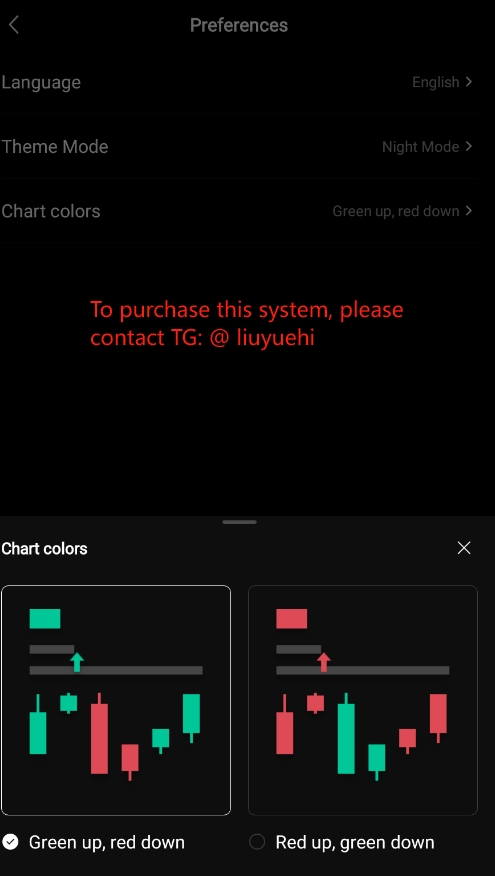 Preferences
Language
English
Theme Mode
Night Mode
Chart colors
Green up, red down
To purchase this system, please
contact TG: @ liuyuehi
Chart colors
Green up, red down
Red up, green down